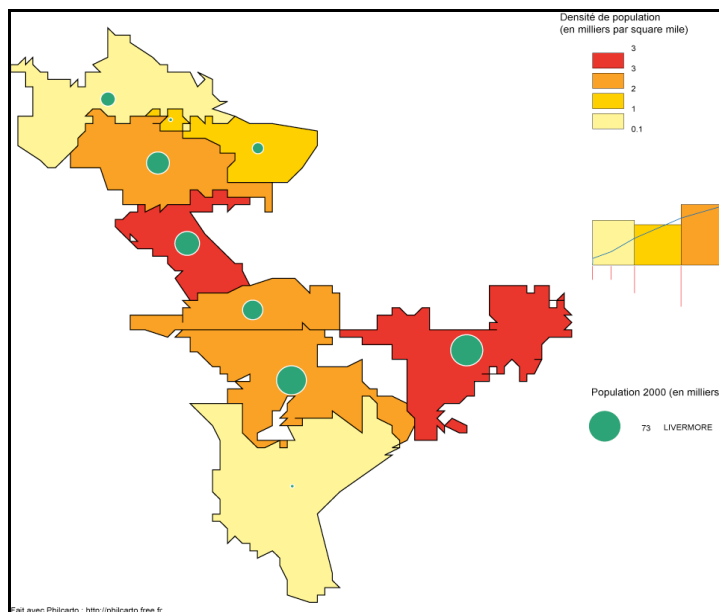 Densité de population
(en milliers par square mile)
3
3
2
1
0.1
Population 2000 (en milliers
73 LIVERMORE
Fait avec Philcarto : http://philcarto.free.fr